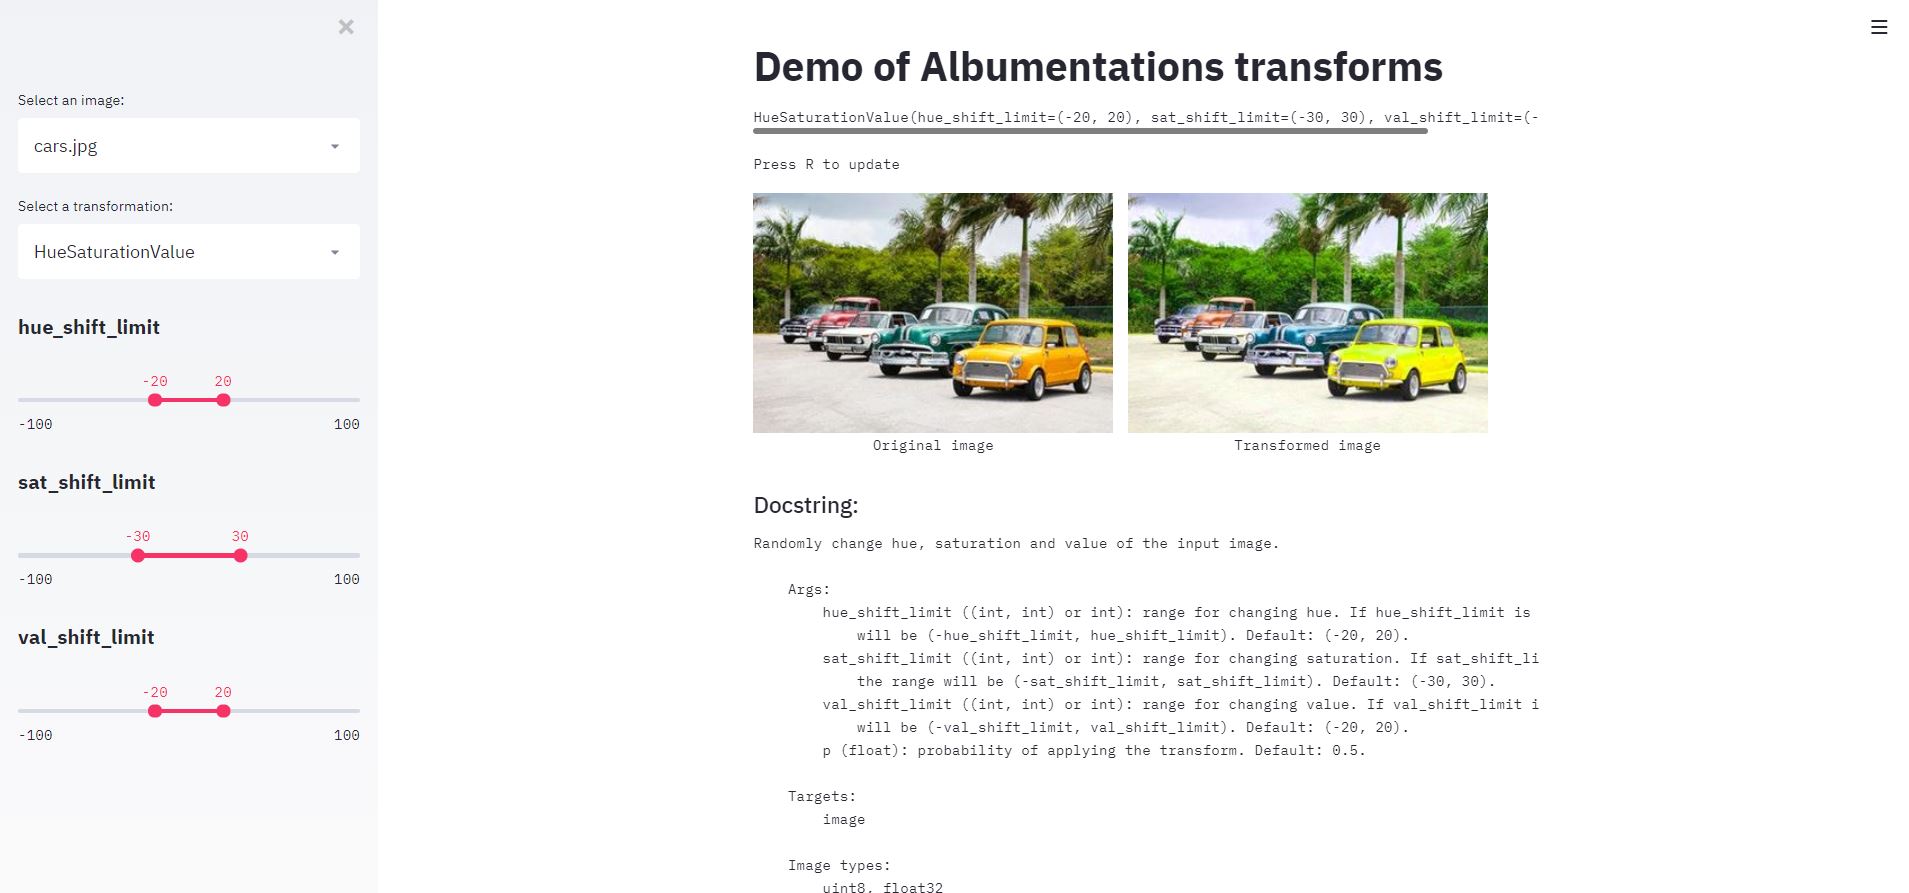 ×
Select an image:
cars.jpg
Select a transformation:
HueSaturationValue
hue_shift_limit
-20 20
-100 100
sat_shift_limit
-30 30
-100 100
val_shift_limit
-20 20
-100 100
Demo of Albumentations transforms
HueSaturationValue(hue_shift_limit=(-20, 20), sat_shift_limit=(-30, 30), val_shift_limit=(-
Press R to update
Original image
Transformed image
Docstring:
Randomly change hue, saturation and value of the input image.
Args:
hue_shift_limit ((int, int) or int): range for changing hue. If hue_shift_limit is
will be (-hue_shift_limit, hue_shift_limit). Default: (-20, 20).
sat_shift_limit ((int, int) or int): range for changing saturation. If sat_shift_li
the range will be (-sat_shift_limit, sat_shift_limit). Default: (-30, 30).
val_shift_limit ((int, int) or int): range for changing value. If val_shift_limit i
will be (-val_shift_limit, val_shift_limit). Default: (-20, 20).
p (float): probability of applying the transform. Default: 0.5.
Targets:
image
Image types:
uint8, float32